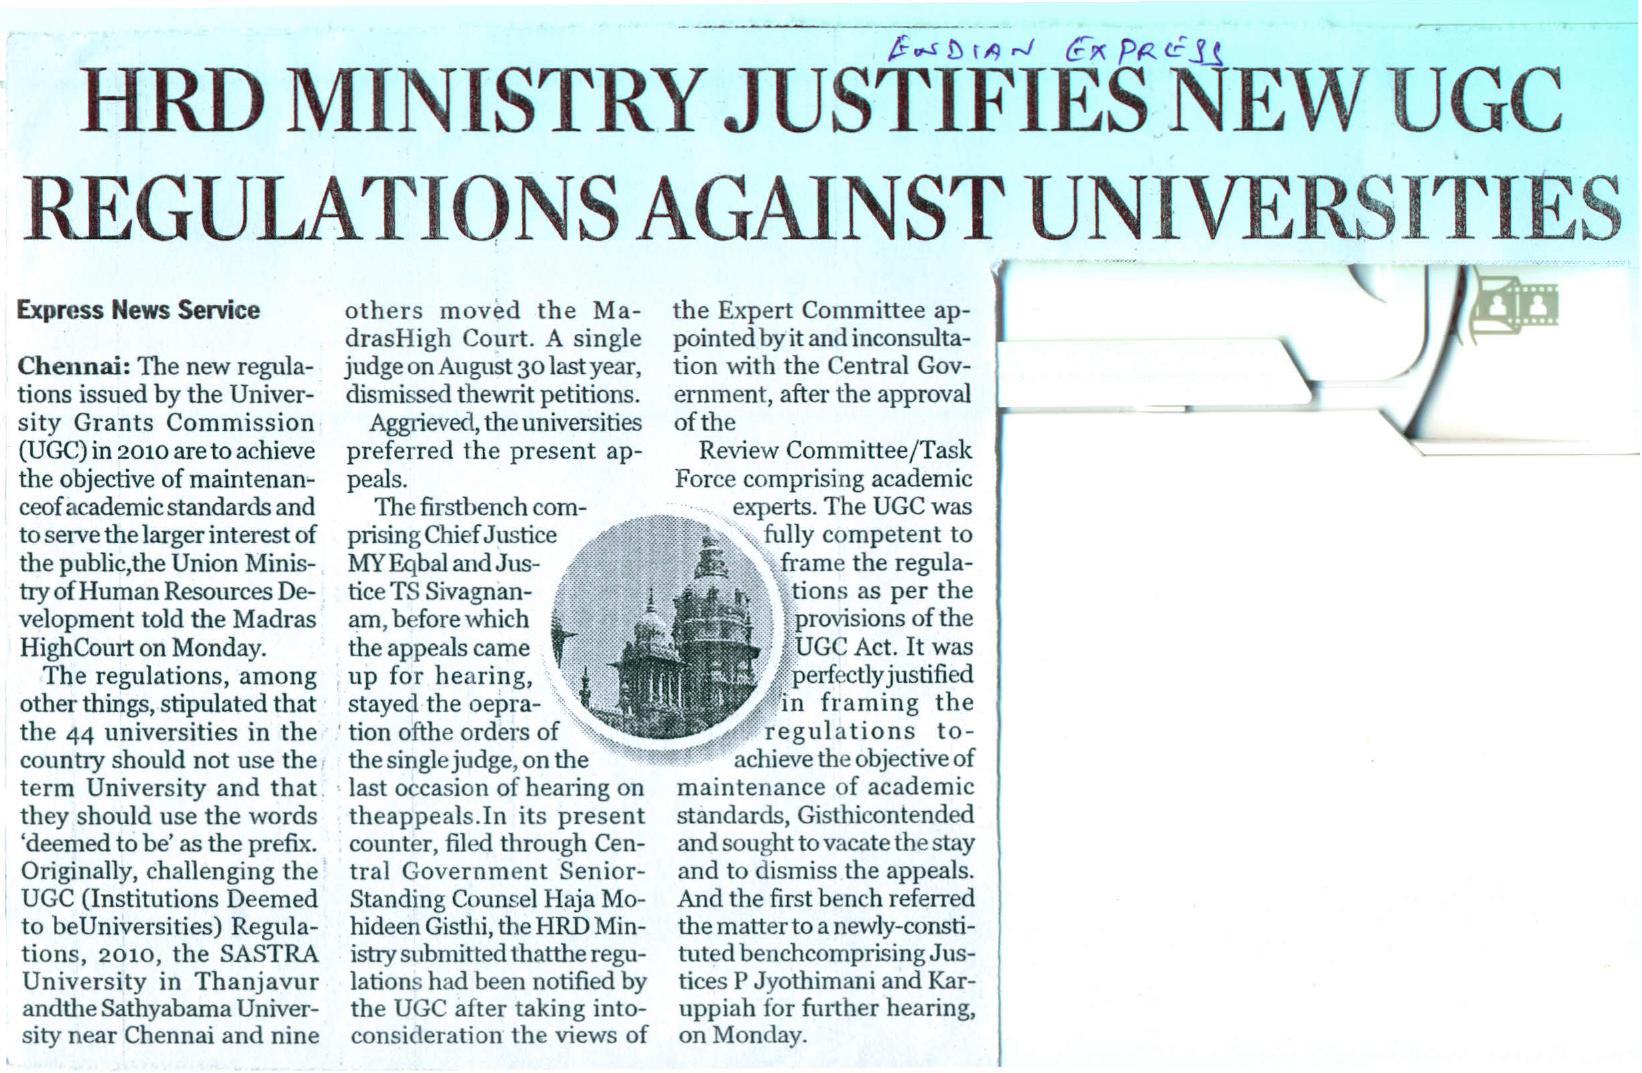 ENDIAN EXPRESS
HRD MINISTRY JUSTIFIES NEW UGC
REGULATIONS AGAINST UNIVERSITIES
Express News Service
Chennai: The new regula-
tions issued by the Univer-
sity Grants Commission
(UGC) in 2010 are to achieve
the objective of maintenan-
ceof academic standards and
to serve the larger interest of
the public,the Union Minis-
try of Human Resources De-
velopment told the Madras
HighCourt on Monday.
The regulations, among
other things, stipulated that
the 44 universities in the
country should not use the
term University and that
they should use the words
‘deemed to be’ as the prefix.
Originally, challenging the
UGC (Institutions Deemed
to beUniversities) Regula-
tions, 2010, the SASTRA
University in Thanjavur
andthe Sathyabama Univer-
sity near Chennai and nine
others moved the Ma-
drasHigh Court. A single
judge on August 30 last year,
dismissed thewrit petitions.
Aggrieved, the universities
preferred the present ap-
peals.
The firstbench com-
prising Chief Justice
MY Eqbal and Jus-
tice TS Sivagnan-
am, before which
the appeals came
up for hearing,
stayed the oepra-
tion ofthe orders of
the single judge, on the
last occasion of hearing on
theappeals.In its present
counter, filed through Cen-
tral Government Senior-
Standing Counsel Haja Mo-
hideen Gisthi, the HRD Min-
istry submitted thatthe regu-
lations had been notified by
the UGC after taking into-
consideration the views of
the Expert Committee ap-
pointed by it and inconsulta-
tion with the Central Gov-
ernment, after the approval
of the
Review Committee/Task
Force comprising academic
experts. The UGC was
fully competent to
frame the regula-
tions as per the
provisions of the
UGC Act. It was
perfectly justified
in framing the
regulations to-
achieve the objective of
maintenance of academic
standards, Gisthicontended
and sought to vacate the stay
and to dismiss the appeals.
And the first bench referred
the matter to a newly-consti-
tuted benchcomprising Jus-
tices P Jyothimani and Kar-
uppiah for further hearing,
on Monday.